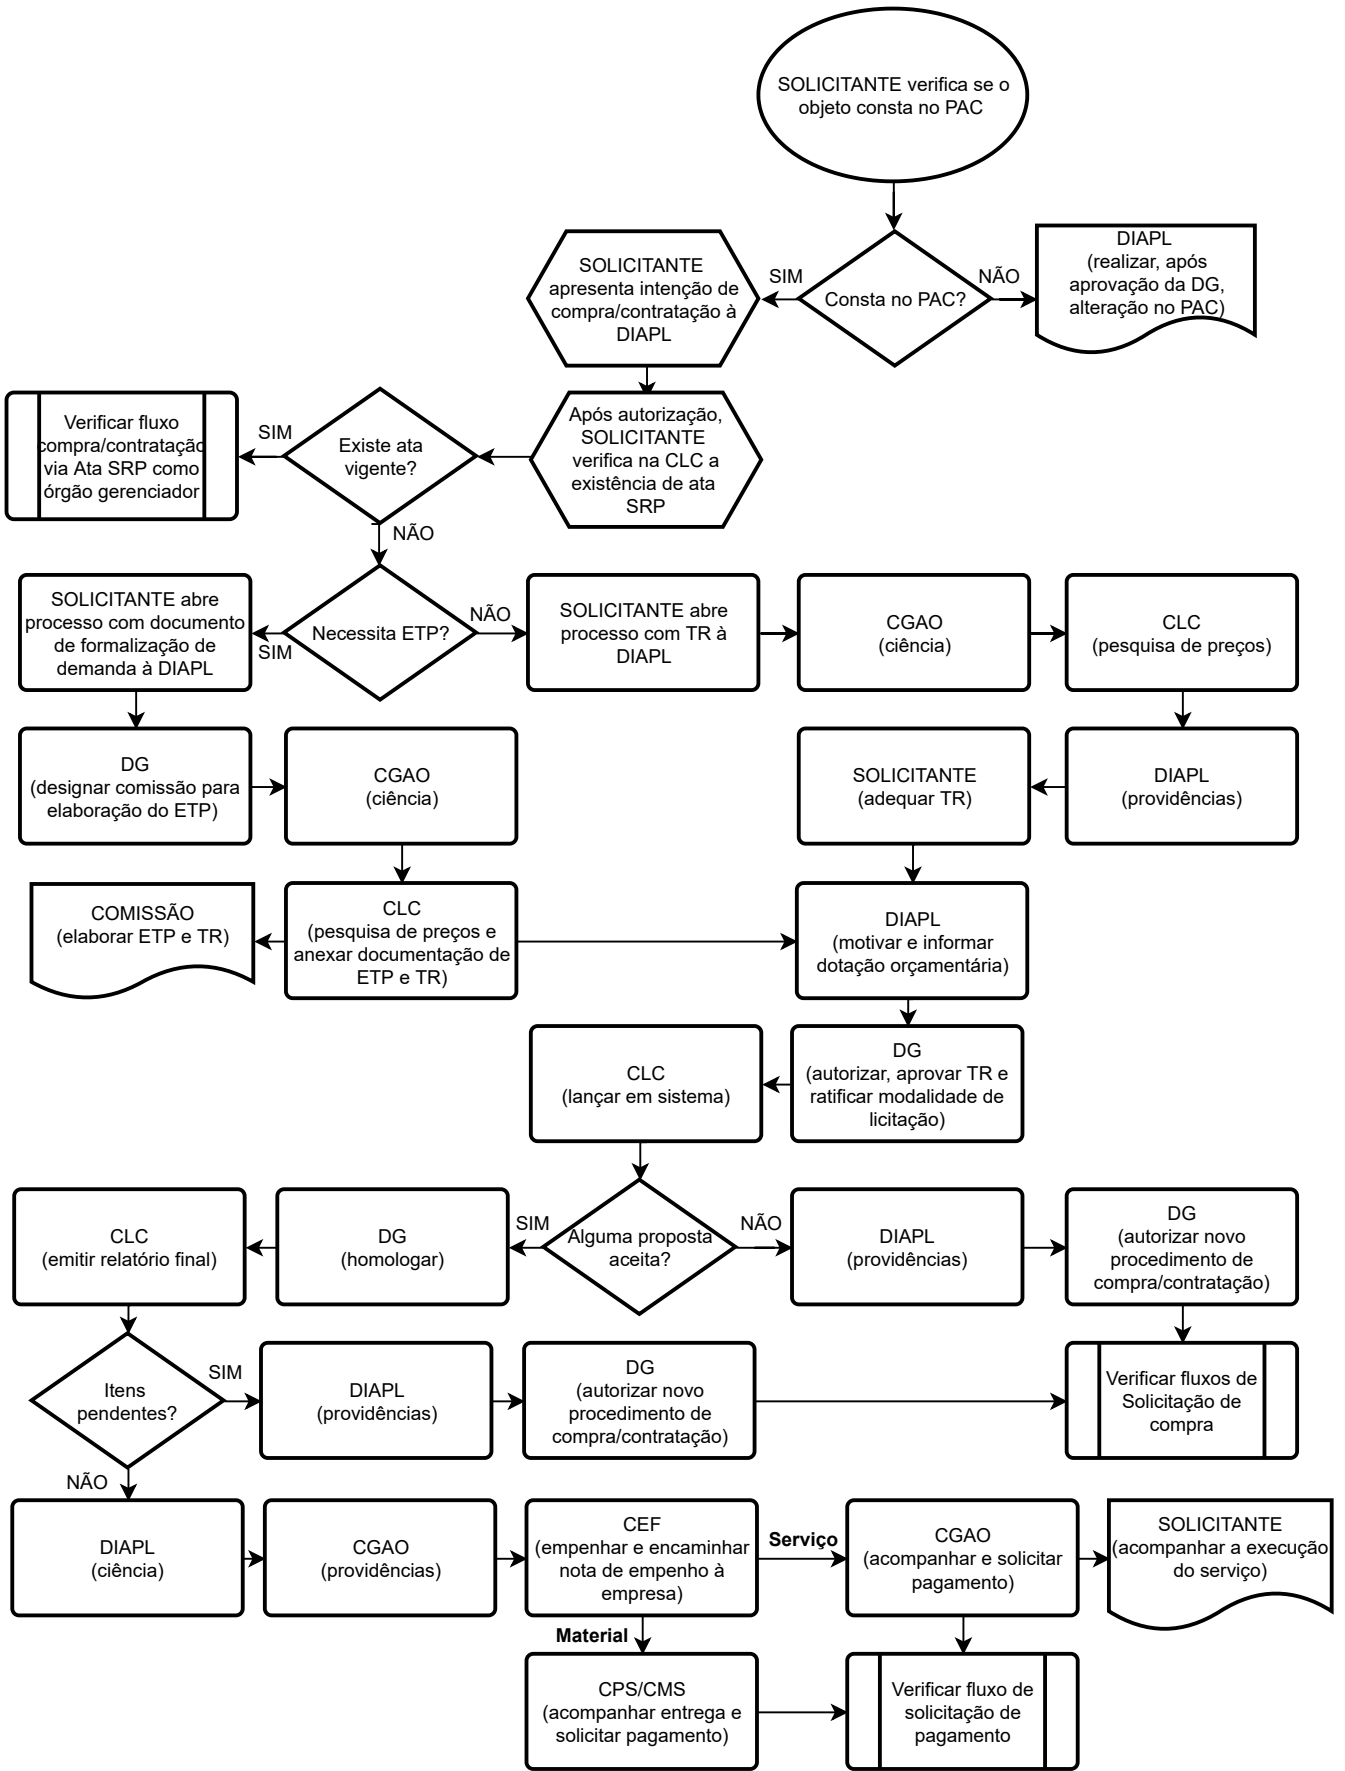 SOLICITANTE verifica se o
objeto consta no PAC
Consta no PAC?
SIM
NÃO
DIAPL
(realizar, após
aprovação da DG,
alteração no PAC)
SOLICITANTE
apresenta intenção de
compra/contratação à
DIAPL
Após autorização,
SOLICITANTE
verifica na CLC a
existência de ata
SRP
Existe ata
vigente?
SIM
NÃO
Verificar fluxo
compra/contratação
via Ata SRP como
órgão gerenciador
Necessita ETP?
SIM
NÃO
SOLICITANTE abre
processo com documento
de formalização de
demanda à DIAPL
SOLICITANTE abre
processo com TR à
DIAPL
CGAO
(ciência)
CLC
(pesquisa de preços)
DG
(designar comissão para
elaboração do ETP)
CGAO
(ciência)
SOLICITANTE
(adequar TR)
DIAPL
(providências)
COMISSÃO
(elaborar ETP e TR)
CLC
(pesquisa de preços e
anexar documentação de
ETP e TR)
DIAPL
(motivar e informar
dotação orçamentária)
CLC
(lançar em sistema)
DG
(autorizar, aprovar TR e
ratificar modalidade de
licitação)
CLC
(emitir relatório final)
DG
(homologar)
SIM
Alguma proposta
aceita?
NÃO
DIAPL
(providências)
DG
(autorizar novo
procedimento de
compra/contratação)
Itens
pendentes?
SIM
NÃO
DIAPL
(providências)
DG
(autorizar novo
procedimento de
compra/contratação)
Verificar fluxos de
Solicitação de
compra
DIAPL
(ciência)
CGAO
(providências)
CEF
(empenhar e encaminhar
nota de empenho à
empresa)
Serviço
CGAO
(acompanhar e solicitar
pagamento)
SOLICITANTE
(acompanhar a execução
do serviço)
Material
CPS/CMS
(acompanhar entrega e
solicitar pagamento)
Verificar fluxo de
solicitação de
pagamento